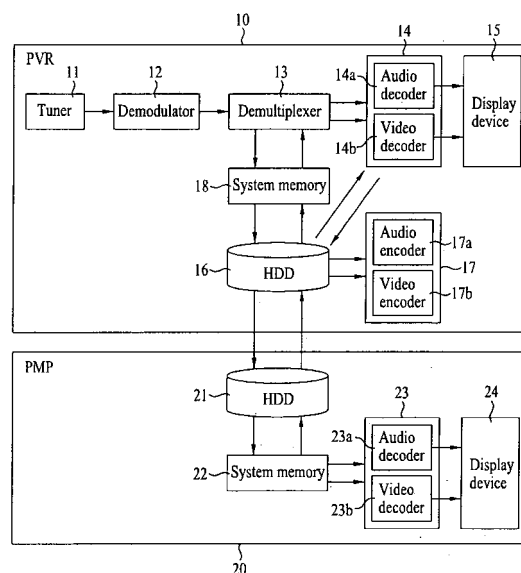 10
PVR
11
12
13
14
15
Tuner
Demodulator
Demultiplexer
14a
Audio
decoder
14b
Video
decoder
Display
device
18
System memory
16
HDD
Audio
encoder
17a
Video
encoder
17
17b
PMP
21
HDD
22
System memory
23
23a
Audio
decoder
23b
Video
decoder
24
Display
device
20